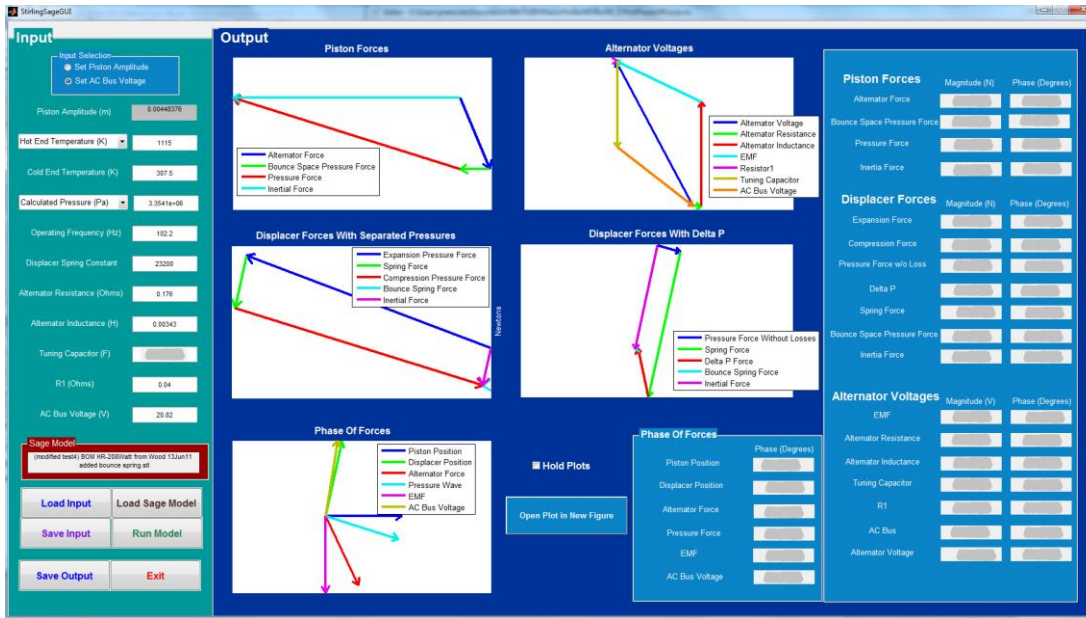 StirlingSageGUI
Input
Input Selection
Set Piston Amplitude
Set AC Bus Voltage
Piston Amplitude (m)
0.00448376
Hot End Temperature (K)
1115
Cold End Temperature (K)
307.5
Calculated Pressure (Pa)
3.3541e+06
Operating Frequency (Hz)
102.2
Displacer Spring Constant
23200
Alternator Resistance (Ohms)
0.176
Alternator Inductance (H)
0.00343
Tuning Capacitor (F)
R1 (Ohms)
0.04
AC Bus Voltage (V)
20.82
Sage Model
(modified test4) BOM HR-208Watt from Wood 13Jun11
added bounce spring.stl
Load Input
Load Sage Model
Save Input
Run Model
Save Output
Exit
Output
Piston Forces
Alternator Force
Bounce Space Pressure Force
Pressure Force
Inertial Force
Alternator Voltages
Alternator Voltage
Alternator Resistance
Alternator Inductance
EMF
Resistor1
Tuning Capacitor
AC Bus Voltage
Displacer Forces With Separated Pressures
Expansion Pressure Force
Spring Force
Compression Pressure Force
Bounce Spring Force
Inertial Force
Newtons
Displacer Forces With Delta P
Pressure Force Without Losses
Spring Force
Delta P Force
Bounce Spring Force
Inertial Force
Phase Of Forces
Piston Position
Displacer Position
Alternator Force
Pressure Wave
EMF
AC Bus Voltage
Hold Plots
Open Plot in New Figure
Phase Of Forces
Phase (Degrees)
Piston Position
Displacer Position
Alternator Force
Pressure Force
EMF
AC Bus Voltage
Piston Forces
Magnitude (N)
Phase (Degrees)
Alternator Force
Bounce Space Pressure Force
Pressure Force
Inertia Force
Displacer Forces
Magnitude (N)
Phase (Degrees)
Expansion Force
Compression Force
Pressure Force w/o Loss
Delta P
Spring Force
Bounce Space Pressure Force
Inertia Force
Alternator Voltages
Magnitude (V)
Phase (Degrees)
EMF
Alternator Resistance
Alternator Inductance
Tuning Capacitor
R1
AC Bus
Alternator Voltage